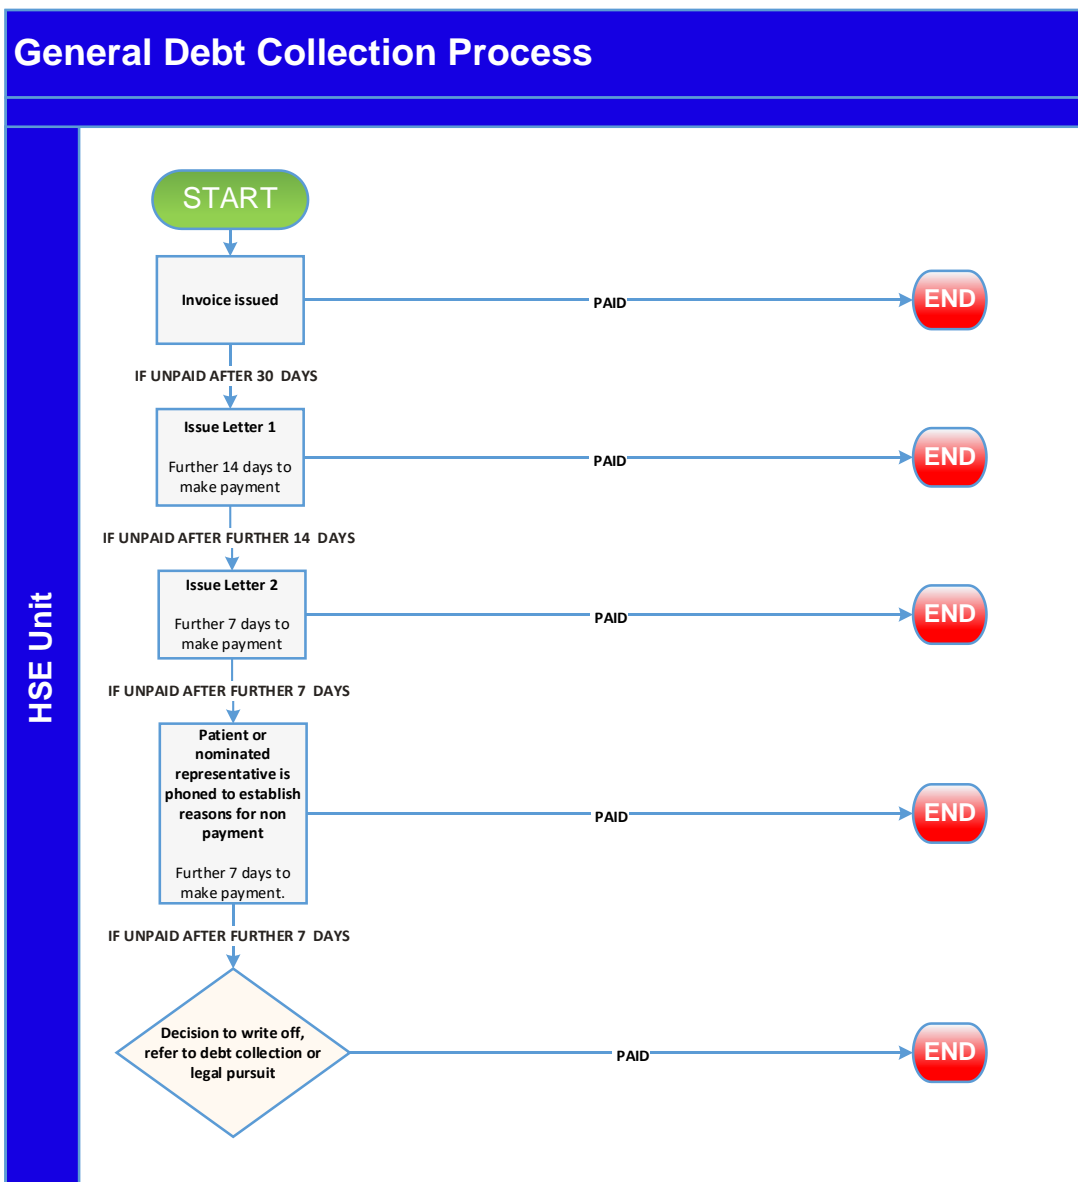 General Debt Collection Process
HSE Unit
START
Invoice issued
PAID
END
IF UNPAID AFTER 30 DAYS
Issue Letter 1
Further 14 days to
make payment
PAID
END
IF UNPAID AFTER FURTHER 14 DAYS
Issue Letter 2
Further 7 days to
make payment
PAID
END
IF UNPAID AFTER FURTHER 7 DAYS
Patient or
nominated
representative is
phoned to establish
reasons for non
payment
Further 7 days to
make payment.
PAID
END
IF UNPAID AFTER FURTHER 7 DAYS
Decision to write off,
refer to debt collection or
legal pursuit
PAID
END